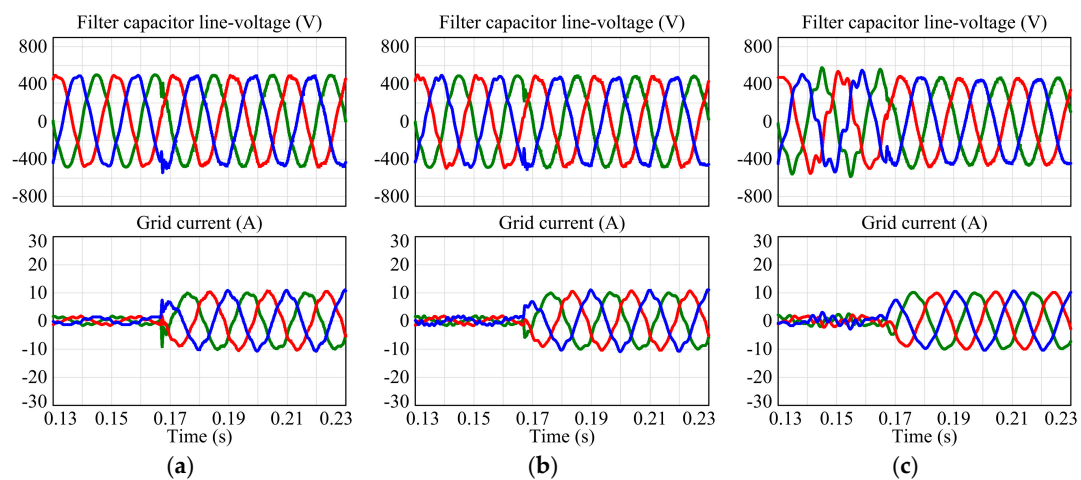 Filter capacitor line-voltage (V) Filter capacitor line-voltage (V) Filter capacitor line-voltage (V)
800 800 800
400 400 400
0 0 0
-400 -400 -400
-800 -800 -800
Grid current (A) Grid current (A) Grid current (A)
30 30 30
20 20 20
10 10 10
0 0 0
-10 -10 -10
-20 -20 -20
-30 -30 -30
0.13 0.15 0.17 0.19 0.21 0.23 0.13 0.15 0.17 0.19 0.21 0.23 0.13 0.15 0.17 0.19 0.21 0.23
Time (s) Time (s) Time (s)
(a) (b) (c)